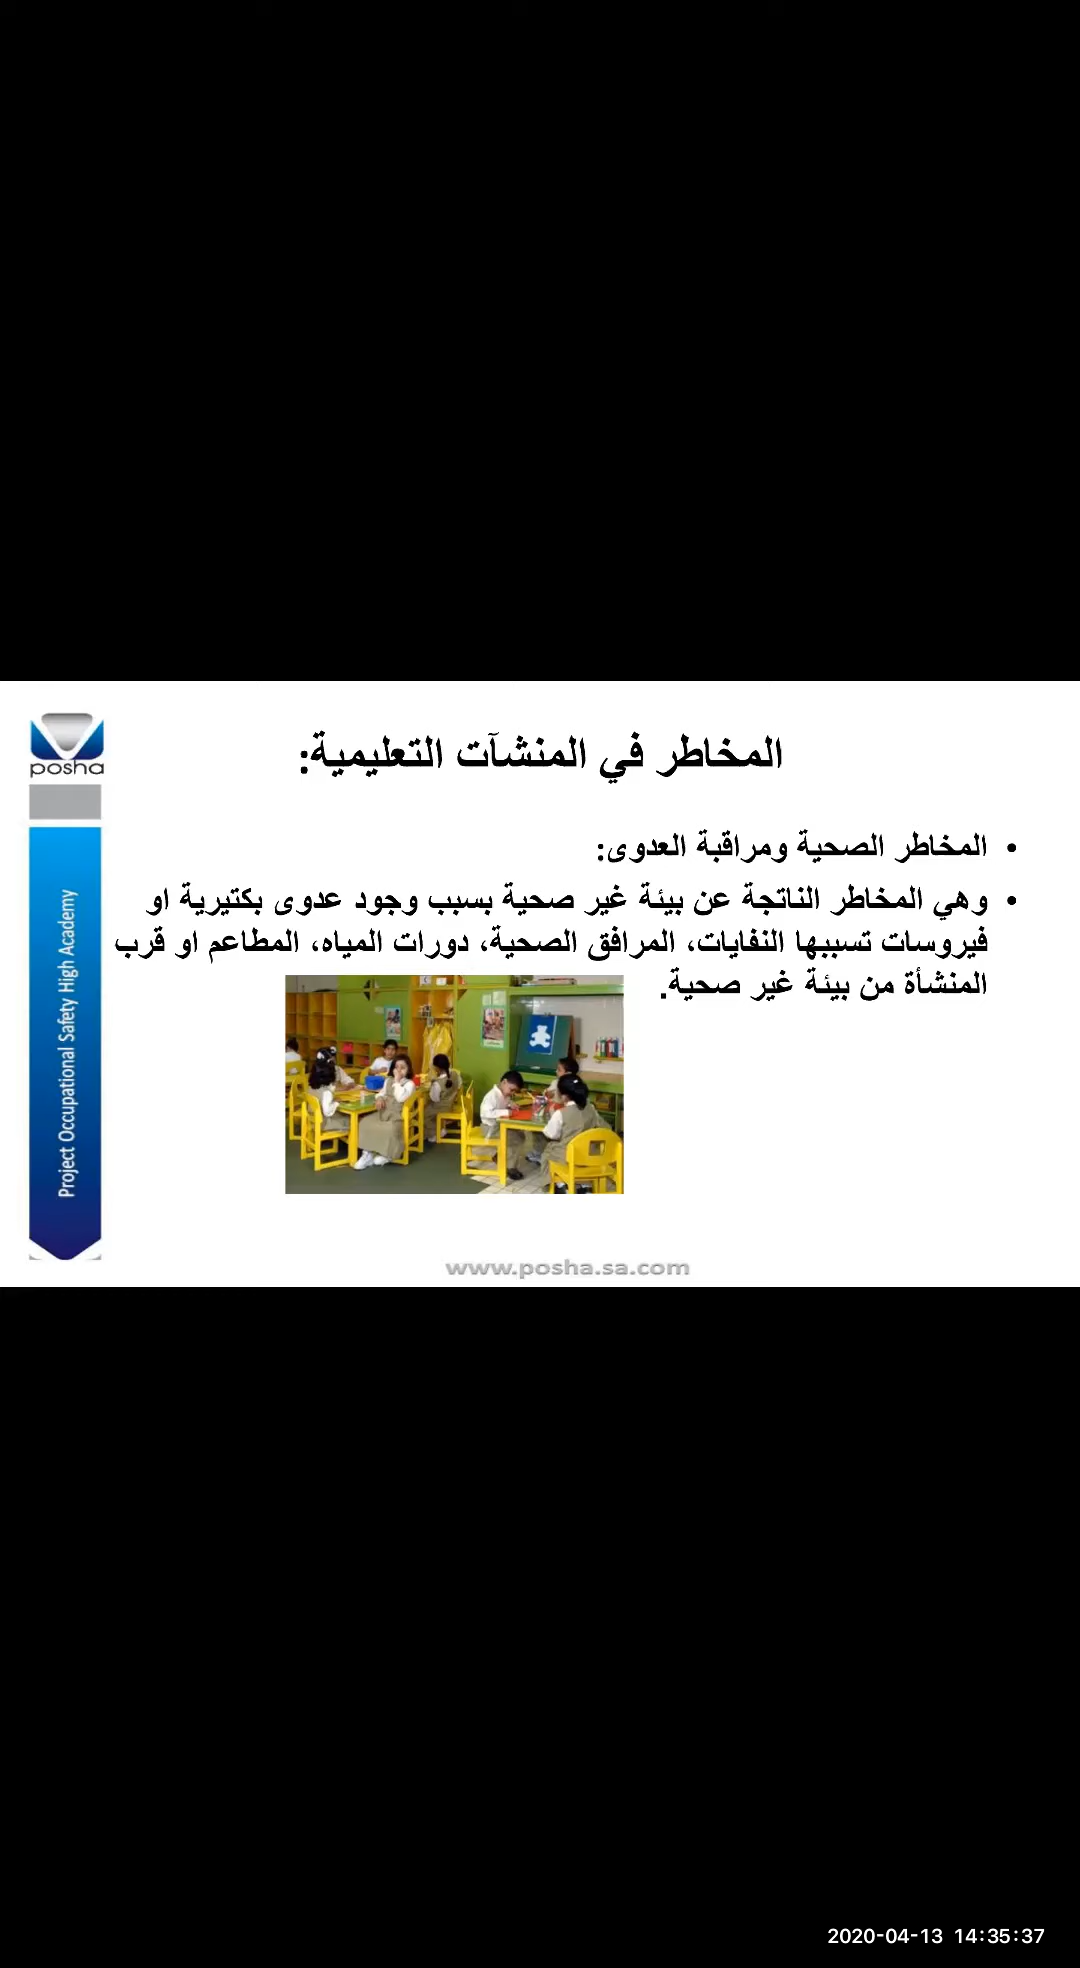 posha
Project Occupational Safety High Academy
المخاطر في المنشآت التعليمية:
• المخاطر الصحية ومراقبة العدوى:
• وهي المخاطر الناتجة عن بيئة غير صحية بسبب وجود عدوى بكتيرية او
فيروسات تسببها النفايات، المرافق الصحية، دورات المياه، المطاعم او قرب
المنشأة من بيئة غير صحية.
www.posha.sa.com
2020-04-13 14:35:37